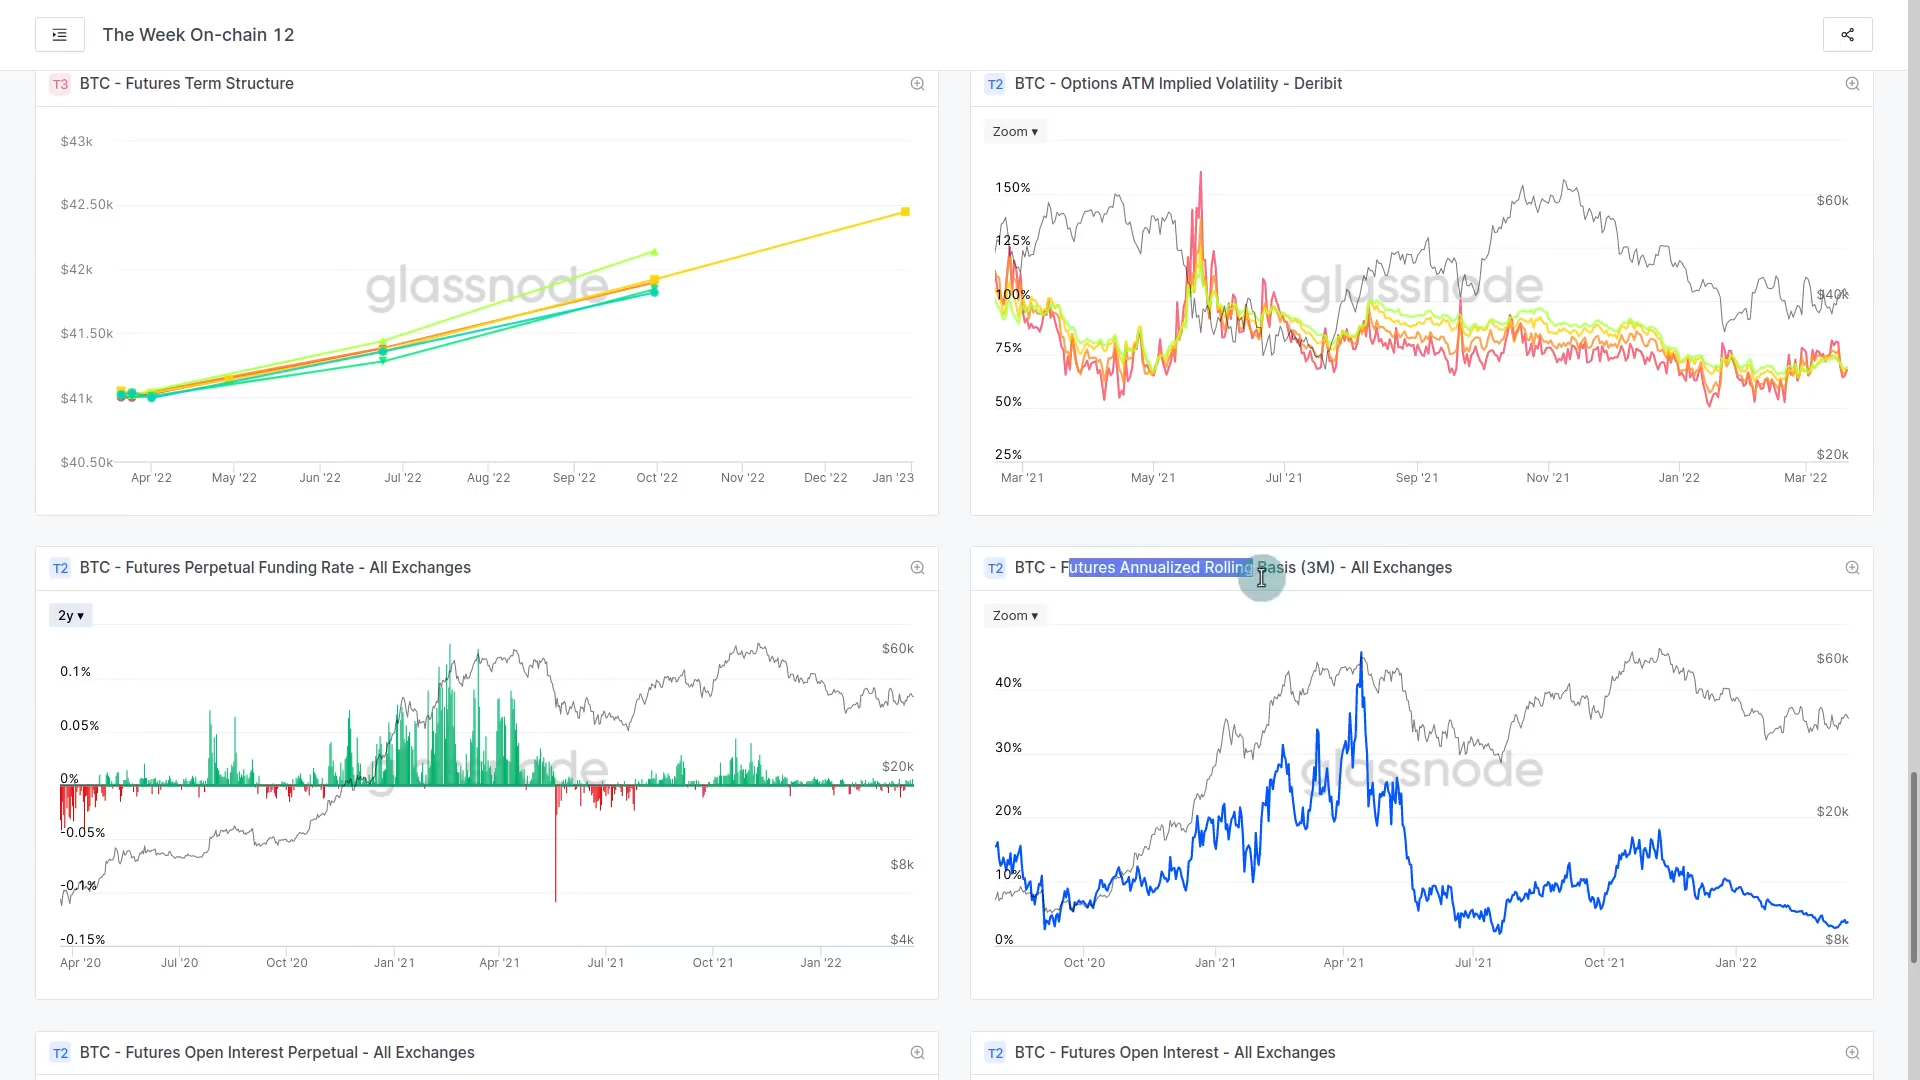 The Week On-chain 12
T3 BTC - Futures Term Structure
$43k
$42.50k
$42k
$41.50k
$41k
$40.50k
glassnode
Apr '22 May '22 Jun '22 Jul '22 Aug '22 Sep '22 Oct '22 Nov '22 Dec '22 Jan '23
T2 BTC - Options ATM Implied Volatility - Deribit
Zoom ▾
150%
125%
100%
75%
50%
25%
$60k
$40k
$20k
glassnode
Mar '21 May '21 Jul '21 Sep '21 Nov '21 Jan '22 Mar '22
T2 BTC - Futures Perpetual Funding Rate - All Exchanges
2y ▾
0.1%
0.05%
0%
-0.05%
-0.1%
-0.15%
$60k
$20k
$8k
$4k
glassnode
Apr '20 Jul '20 Oct '20 Jan '21 Apr '21 Jul '21 Oct '21 Jan '22
T2 BTC - Futures Annualized Rolling Basis (3M) - All Exchanges
Zoom ▾
40%
30%
20%
10%
0%
$60k
$20k
$8k
glassnode
Oct '20 Jan '21 Apr '21 Jul '21 Oct '21 Jan '22
T2 BTC - Futures Open Interest Perpetual - All Exchanges
T2 BTC - Futures Open Interest - All Exchanges